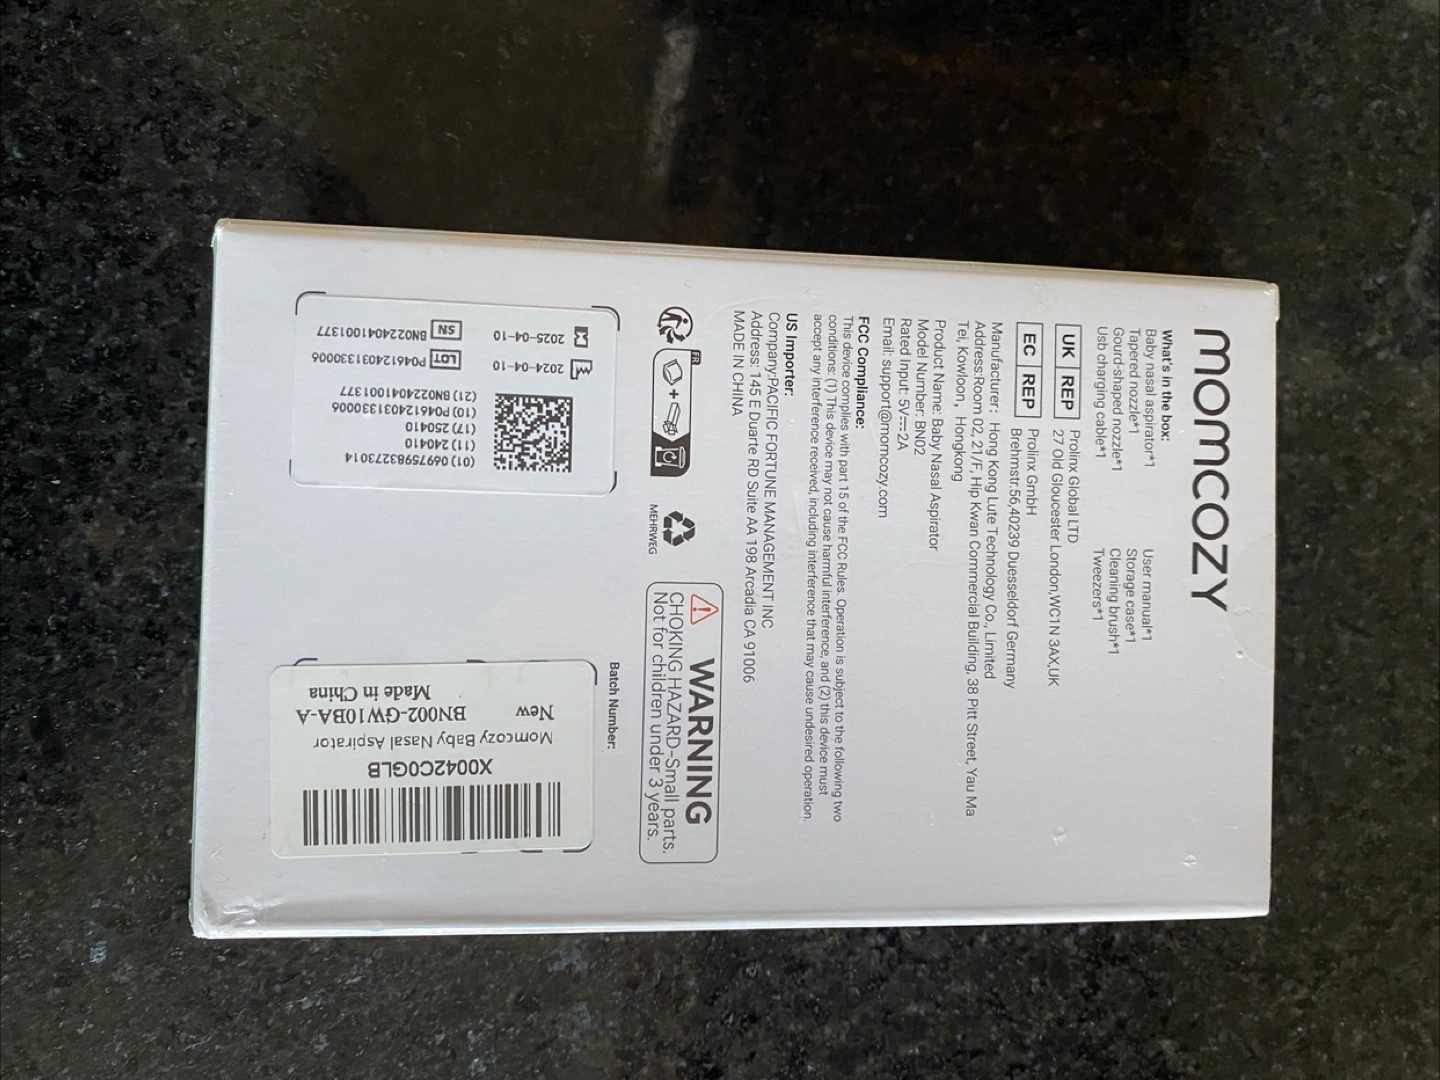 momcozy
What's in the box:
Baby nasal aspirator*1
Tapered nozzle*1
Gourd-shaped nozzle*1
Usb charging cable*1
User manual*1
Storage case*1
Cleaning brush*1
Tweezers*1
UK REP
Prolinx Global LTD
27 Old Gloucester London,WC1N 3AX,UK
EC REP
Prolinx GmbH
Brehmstr.56,40239 Duesseldorf Germany
Manufacturer: Hong Kong Lute Technology Co., Limited
Address:Room 02, 21/F, Hip Kwan Commercial Building, 38 Pitt Street, Yau Ma
Tei, Kowloon, Hongkong
Product Name: Baby Nasal Aspirator
Model Number: BN02
Rated Input: 5V⎓2A
Email: support@momcozy.com
FCC Compliance:
This device complies with part 15 of the FCC Rules. Operation is subject to the following two
conditions: (1) This device may not cause harmful interference, and (2) this device must
accept any interference received, including interference that may cause undesired operation.
US Importer:
Company:PACIFIC FORTUNE MANAGEMENT INC
Address: 145 E Duarte RD Suite AA 198 Arcadia CA 91006
MADE IN CHINA
FR
MEHRWEG
WARNING
CHOKING HAZARD–Small parts.
Not for children under 3 years.
Batch Number:
(01) 06975983273014
(11) 240410
(17) 250410
(10) P046124031330006
(21) BN0224041001377
2024-04-10
LOT P046124031330006
2025-04-10
SN BN0224041001377
X0042C0GLB
Momcozy Baby Nasal Aspirator
New BN002-GW10BA-A
Made in China